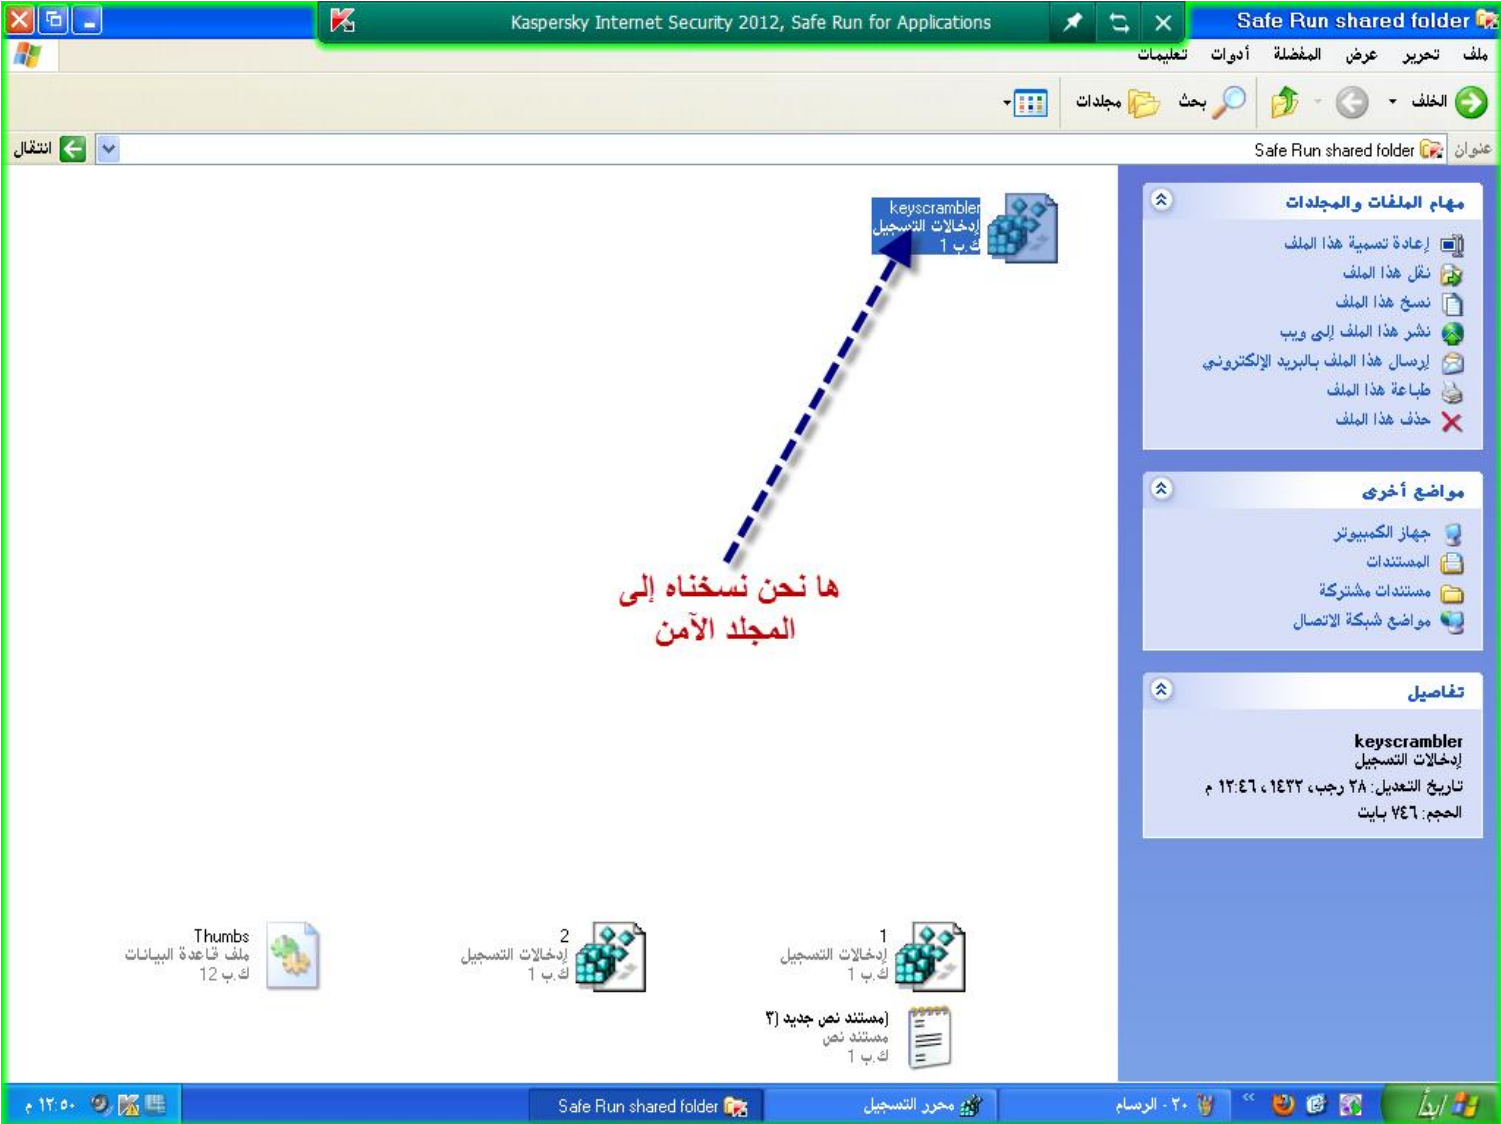 Kaspersky Internet Security 2012, Safe Run for Applications
Safe Run shared folder
ملف تحرير عرض المفضلة أدوات تعليمات
الخلف بحث مجلدات
عنوان Safe Run shared folder انتقال
مهام الملفات والمجلدات
إعادة تسمية هذا الملف
نقل هذا الملف
نسخ هذا الملف
نشر هذا الملف إلى ويب
إرسال هذا الملف بالبريد الإلكتروني
طباعة هذا الملف
حذف هذا الملف
مواضع أخرى
جهاز الكمبيوتر
المستندات
مستندات مشتركة
مواضع شبكة الاتصال
تفاصيل
keyscrambler
إدخالات التسجيل
تاريخ التعديل: ٢٨ رجب، ١٤٣٢، ١٢:٤٦ م
الحجم: ٧٤٦ بايت
keyscrambler
إدخالات التسجيل
ك.ب 1
ها نحن نسخناه إلى
المجلد الآمن
1
إدخالات التسجيل
ك.ب 1
2
إدخالات التسجيل
ك.ب 1
Thumbs
ملف قاعدة البيانات
ك.ب 12
(مستند نص جديد (٣
مستند نص
ك.ب 1
ابدأ
٢٠ - الرسام
محرر التسجيل
Safe Run shared folder
١٢:٥٠ م